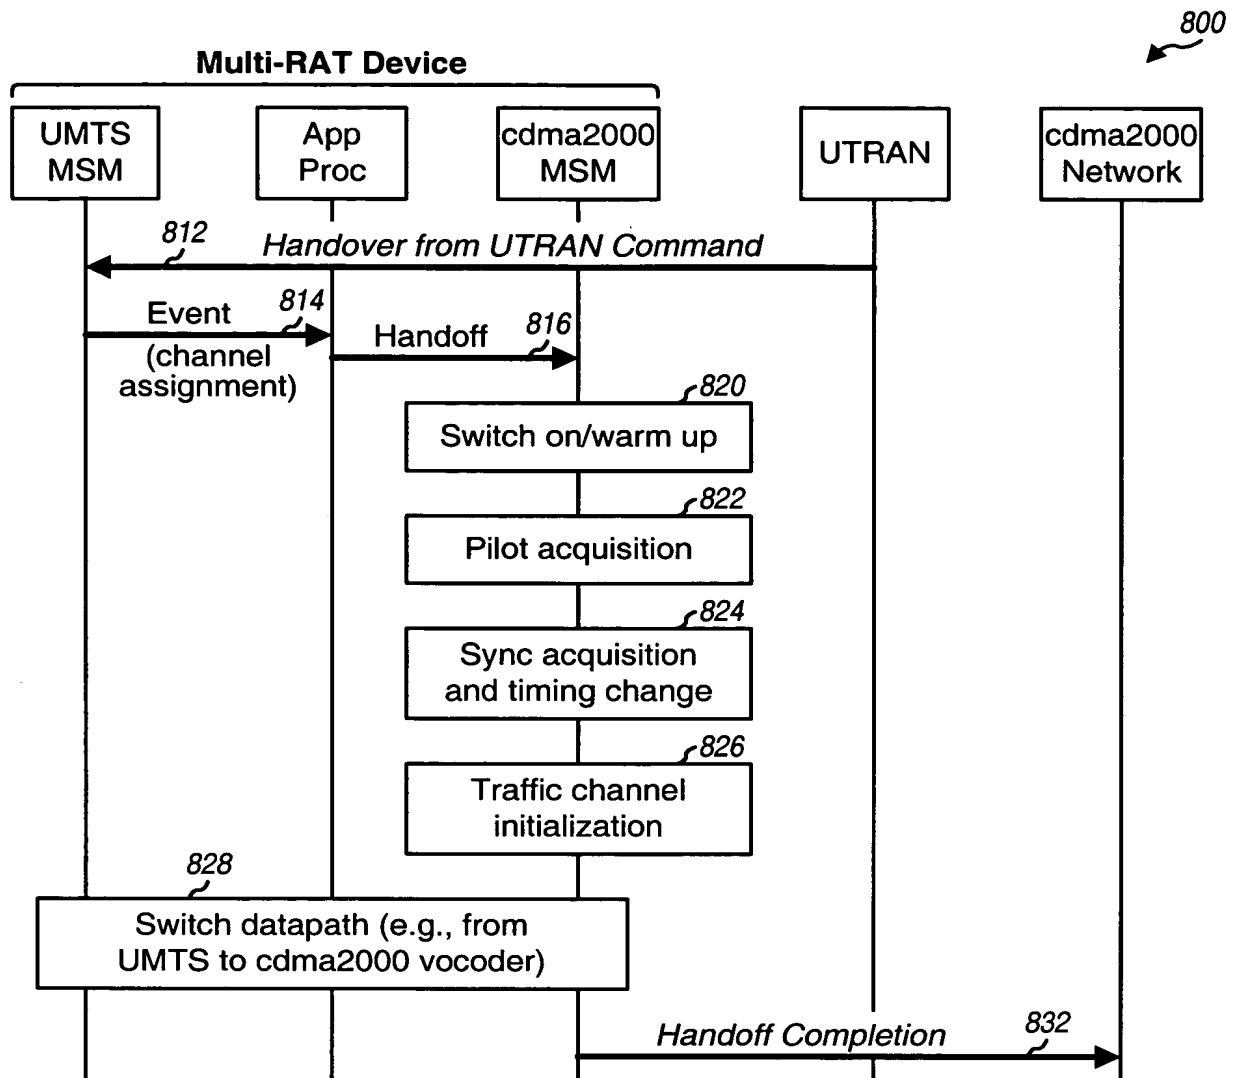 800
Multi-RAT Device
UMTS
MSM
App
Proc
cdma2000
MSM
UTRAN
cdma2000
Network
812
Handover from UTRAN Command
Event
814
(channel
assignment)
Handoff
816
820
Switch on/warm up
822
Pilot acquisition
824
Sync acquisition
and timing change
826
Traffic channel
initialization
828
Switch datapath (e.g., from
UMTS to cdma2000 vocoder)
Handoff Completion
832